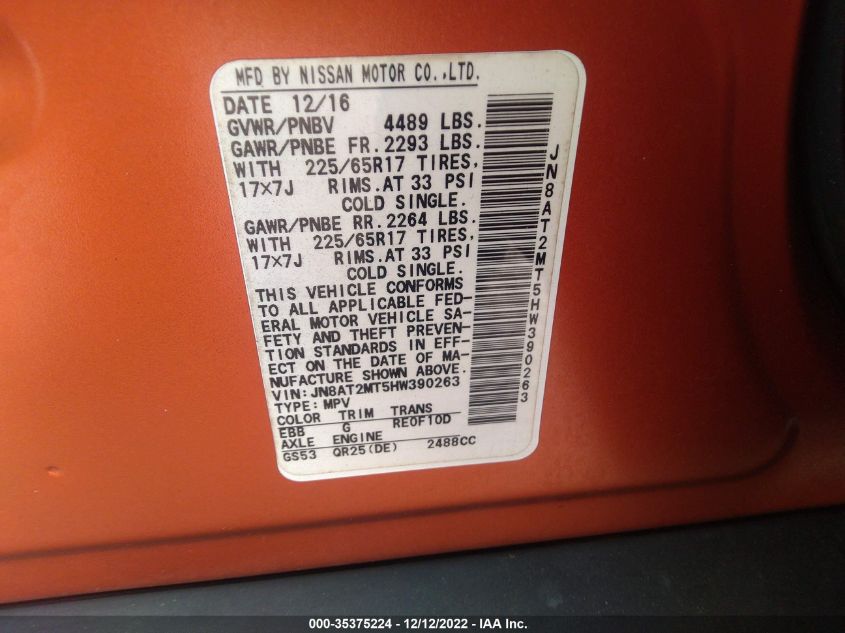 MFD BY NISSAN MOTOR CO.,LTD.
DATE 12/16
GVWR/PNBV 4489 LBS.
GAWR/PNBE FR. 2293 LBS.
WITH 225/65R17 TIRES,
17x7J RIMS.AT 33 PSI
COLD SINGLE.
GAWR/PNBE RR. 2264 LBS.
WITH 225/65R17 TIRES,
17x7J RIMS.AT 33 PSI
COLD SINGLE.
THIS VEHICLE CONFORMS
TO ALL APPLICABLE FED-
ERAL MOTOR VEHICLE SA-
FETY AND THEFT PREVEN-
TION STANDARDS IN EFF-
ECT ON THE DATE OF MA-
NUFACTURE SHOWN ABOVE.
VIN: JN8AT2MT5HW390263
TYPE: MPV
COLOR TRIM TRANS
EBB G RE0F10D
AXLE ENGINE
GS53 QR25(DE) 2488CC
JN8AT2MT5HW390263
000-35375224 - 12/12/2022 - IAA Inc.